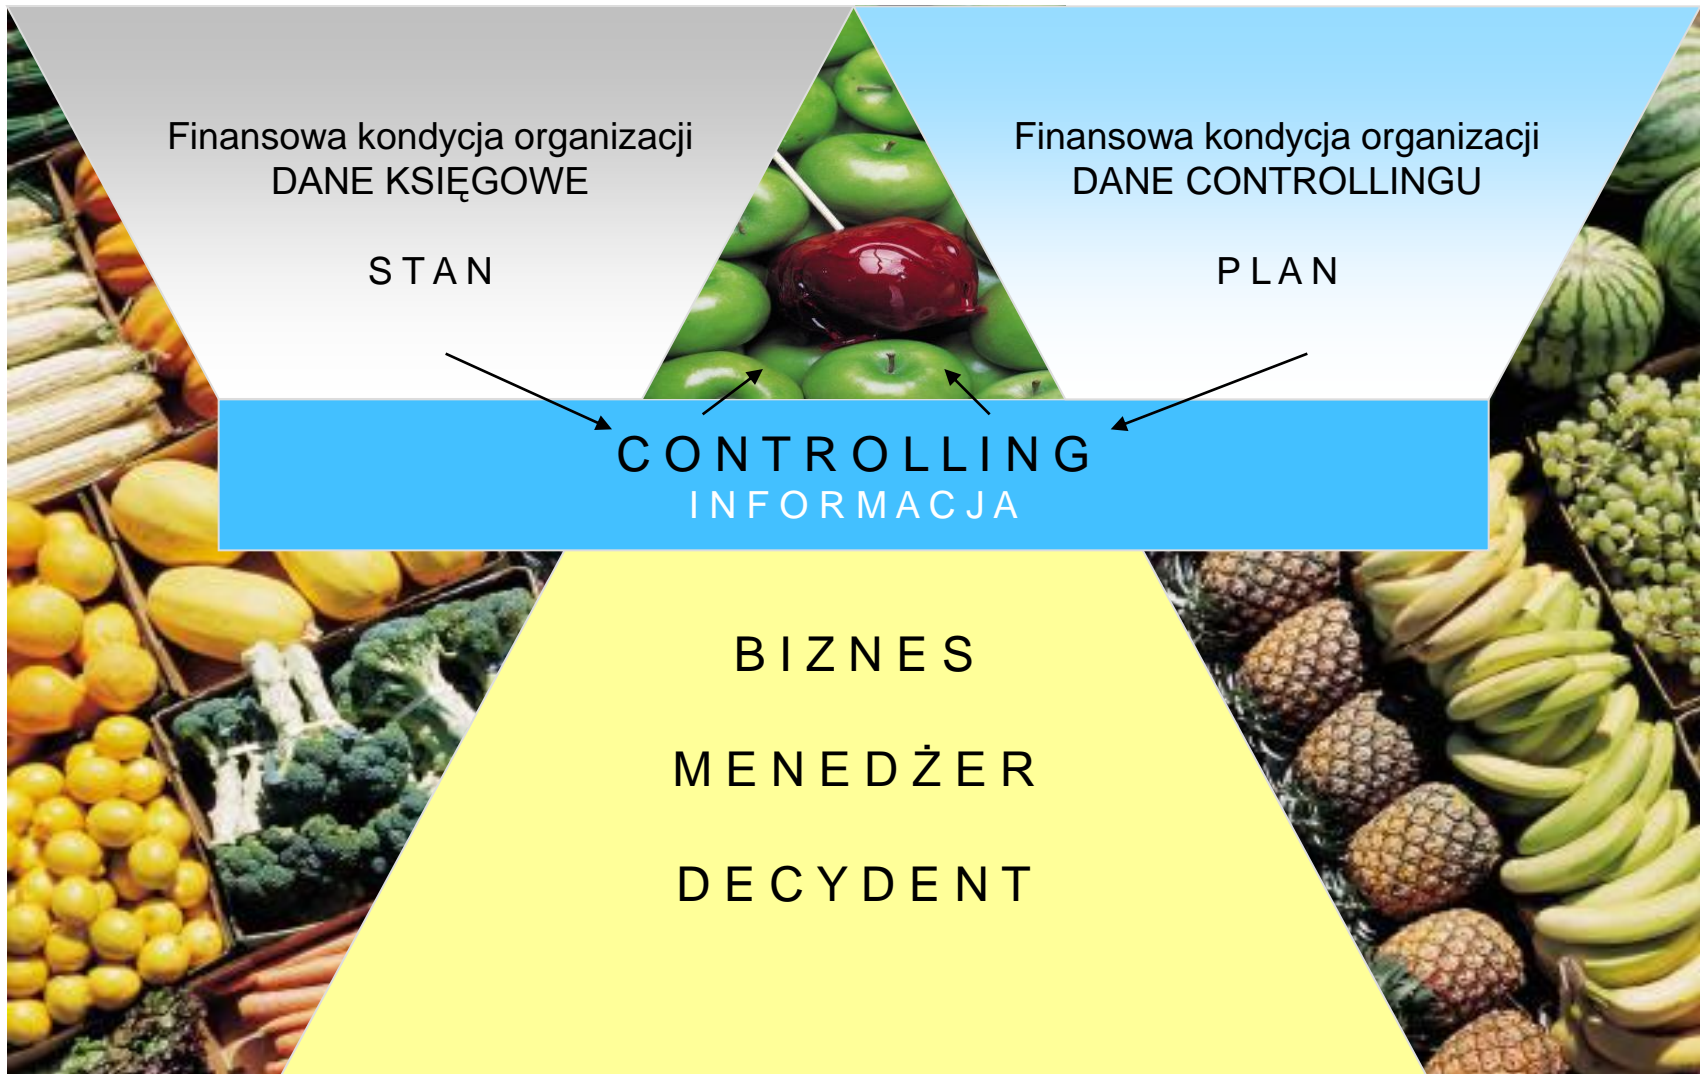 Finansowa kondycja organizacji
DANE KSIĘGOWE
STAN
Finansowa kondycja organizacji
DANE CONTROLLINGU
PLAN
CONTROLLING
INFORMACJA
BIZNES
MENEDŻER
DECYDENT